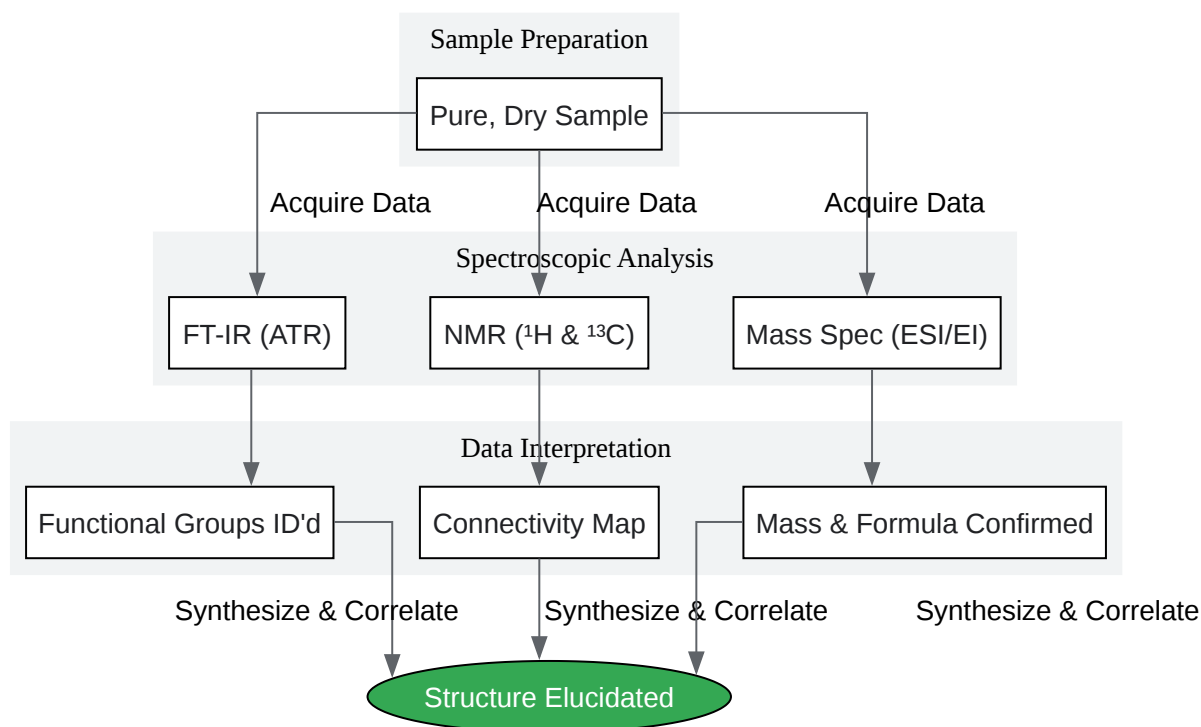 Sample Preparation
Pure, Dry Sample
Acquire Data
Acquire Data
Acquire Data
Spectroscopic Analysis
FT-IR (ATR)
NMR (¹H & ¹³C)
Mass Spec (ESI/EI)
Data Interpretation
Functional Groups ID'd
Connectivity Map
Mass & Formula Confirmed
Synthesize & Correlate
Synthesize & Correlate
Synthesize & Correlate
Structure Elucidated